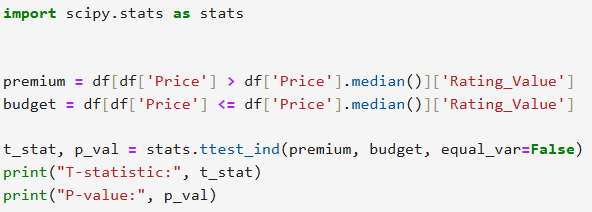 import scipy.stats as stats
premium = df[df['Price'] > df['Price'].median()]['Rating_Value']
budget = df[df['Price'] <= df['Price'].median()]['Rating_Value']
t_stat, p_val = stats.ttest_ind(premium, budget, equal_var=False)
print("T-statistic:", t_stat)
print("P-value:", p_val)